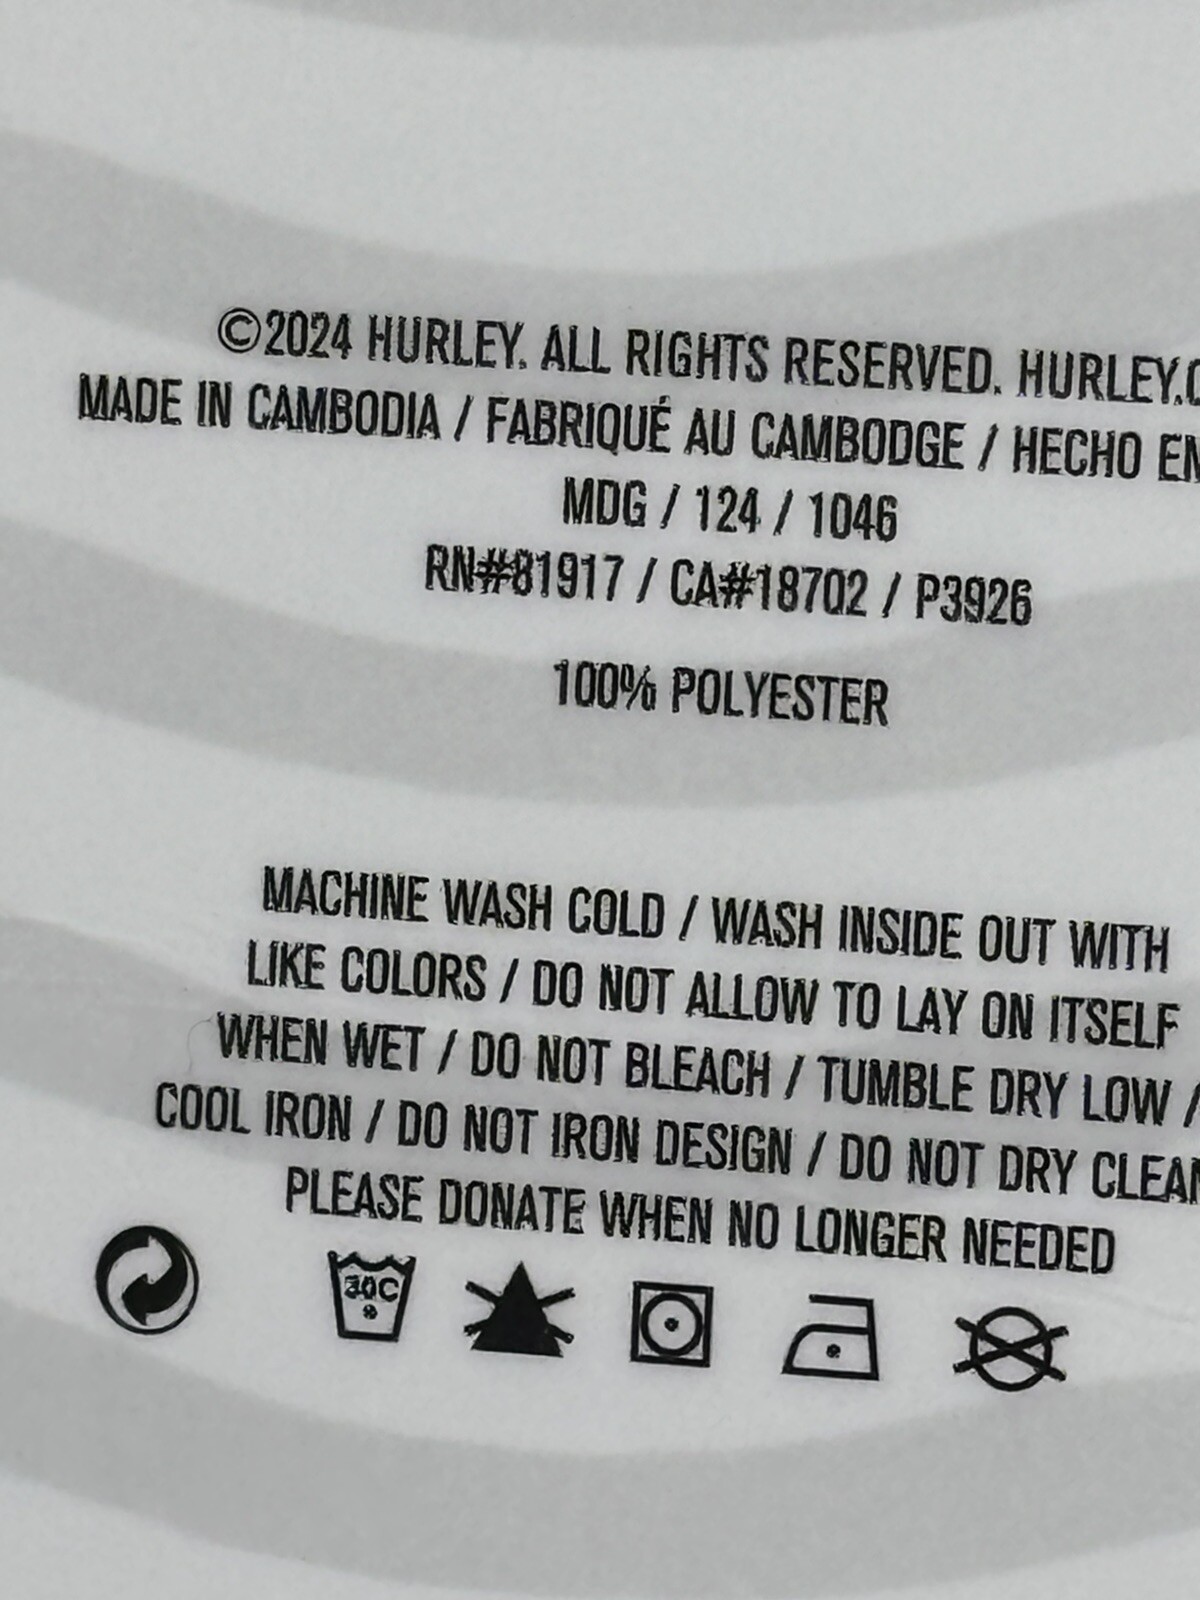 ©2024 HURLEY. ALL RIGHTS RESERVED. HURLEY.
MADE IN CAMBODIA / FABRIQUÉ AU CAMBODGE / HECHO EN
MDG / 124 / 1046
RN#81917 / CA#18702 / P3926
100% POLYESTER
MACHINE WASH COLD / WASH INSIDE OUT WITH
LIKE COLORS / DO NOT ALLOW TO LAY ON ITSELF
WHEN WET / DO NOT BLEACH / TUMBLE DRY LOW /
COOL IRON / DO NOT IRON DESIGN / DO NOT DRY CLEAN
PLEASE DONATE WHEN NO LONGER NEEDED
30C